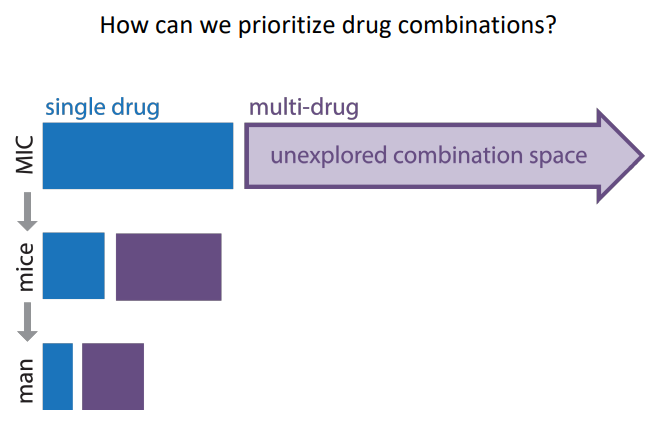 How can we prioritize drug combinations?
single drug
multi-drug
MIC
unexplored combination space
mice
man